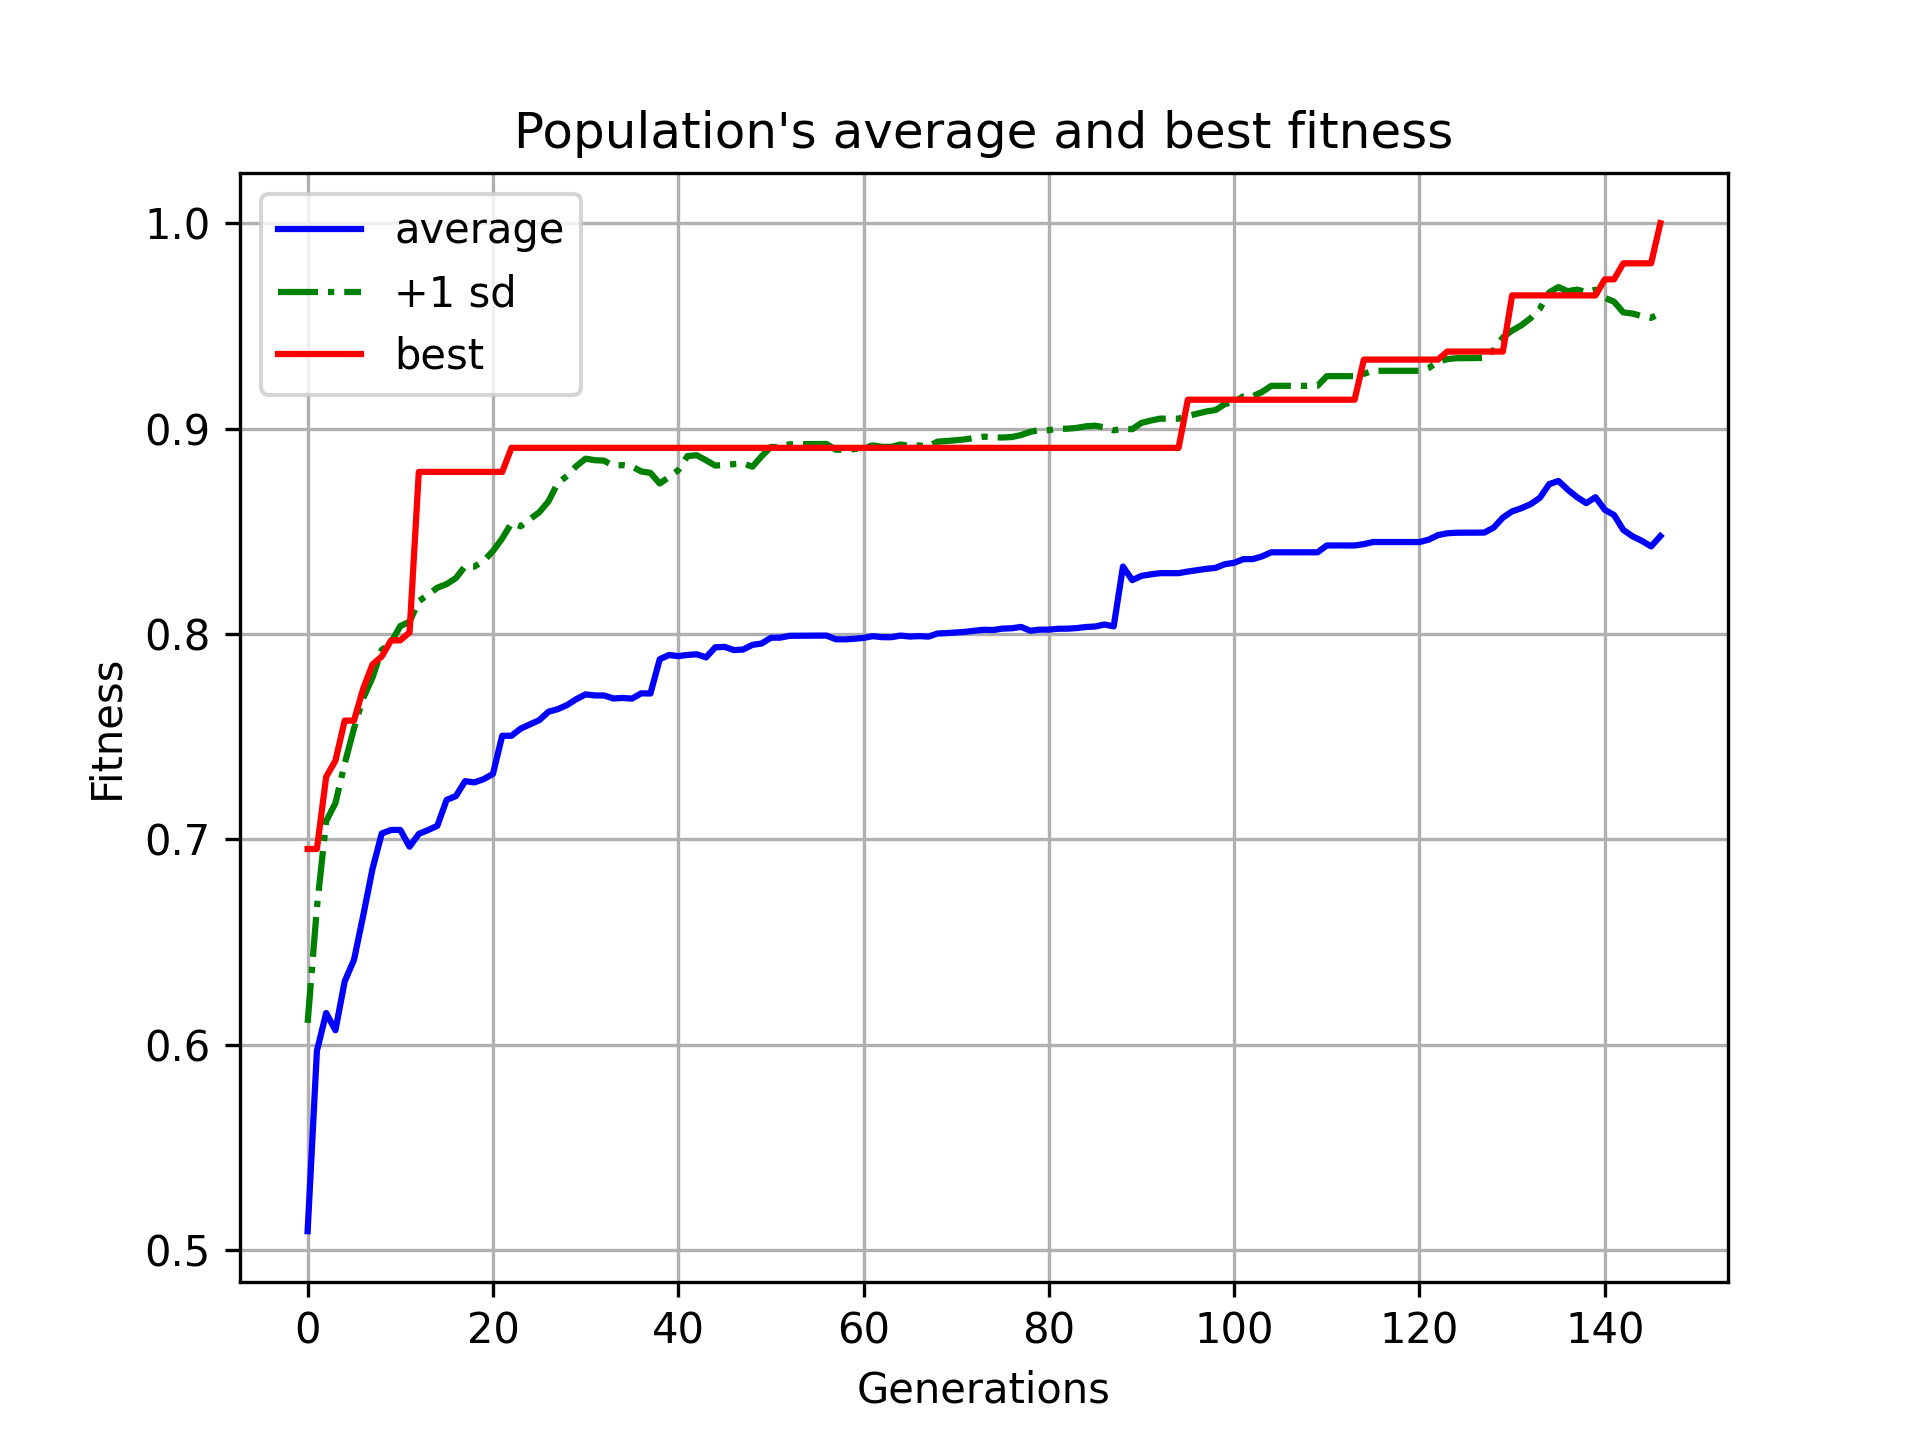 Population's average and best fitness
average
+1 sd
best
1.0
0.9
0.8
0.7
0.6
0.5
Fitness
0 20 40 60 80 100 120 140
Generations